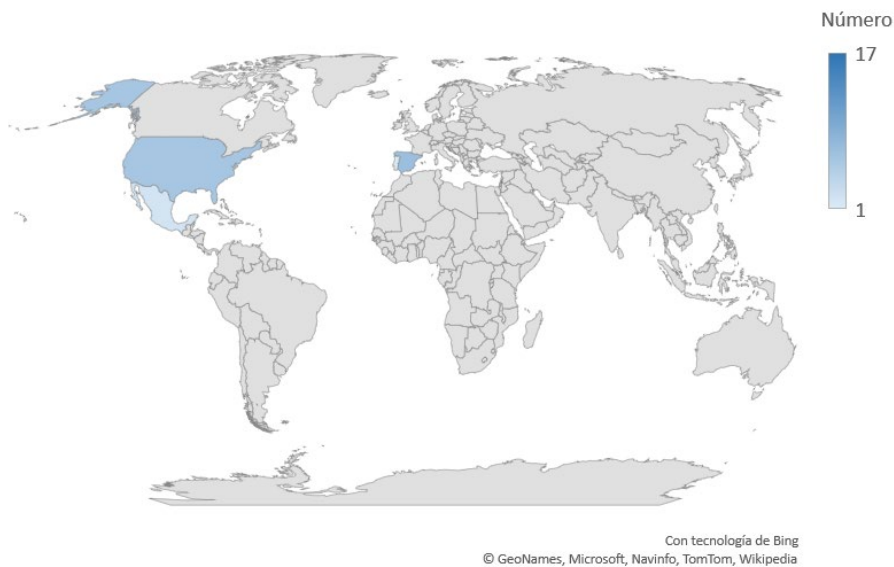 Número
17
1
Con tecnología de Bing
© GeoNames, Microsoft, Navinfo, TomTom, Wikipedia